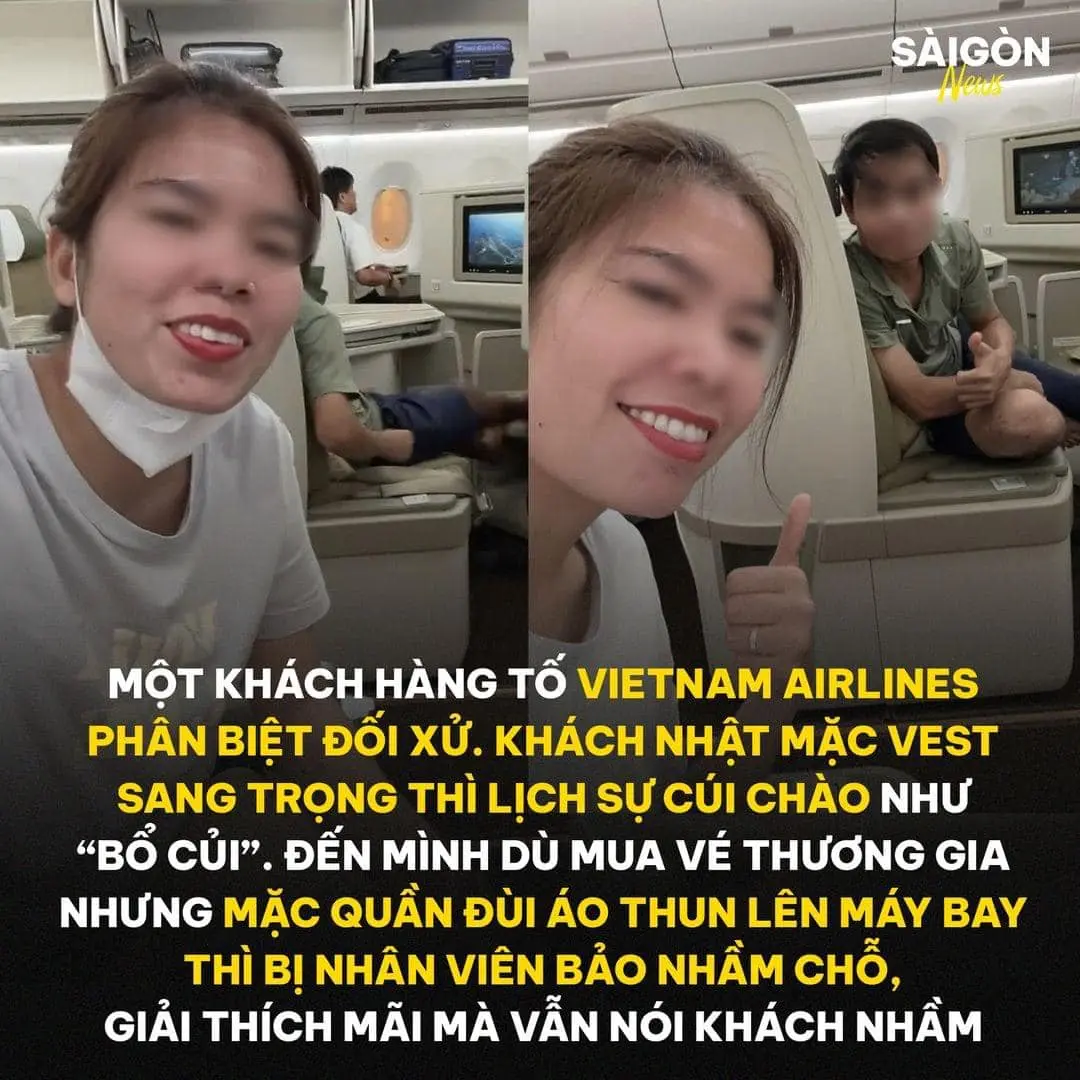 SÀIGÒN
News
MỘT KHÁCH HÀNG TỐ VIETNAM AIRLINES
PHÂN BIỆT ĐỐI XỬ. KHÁCH NHẬT MẶC VEST
SANG TRỌNG THÌ LỊCH SỰ CÚI CHÀO NHƯ
“BỔ CỦI”. ĐẾN MÌNH DÙ MUA VÉ THƯƠNG GIA
NHƯNG MẶC QUẦN ĐÙI ÁO THUN LÊN MÁY BAY
THÌ BỊ NHÂN VIÊN BẢO NHẦM CHỖ,
GIẢI THÍCH MÃI MÀ VẪN NÓI KHÁCH NHẦM